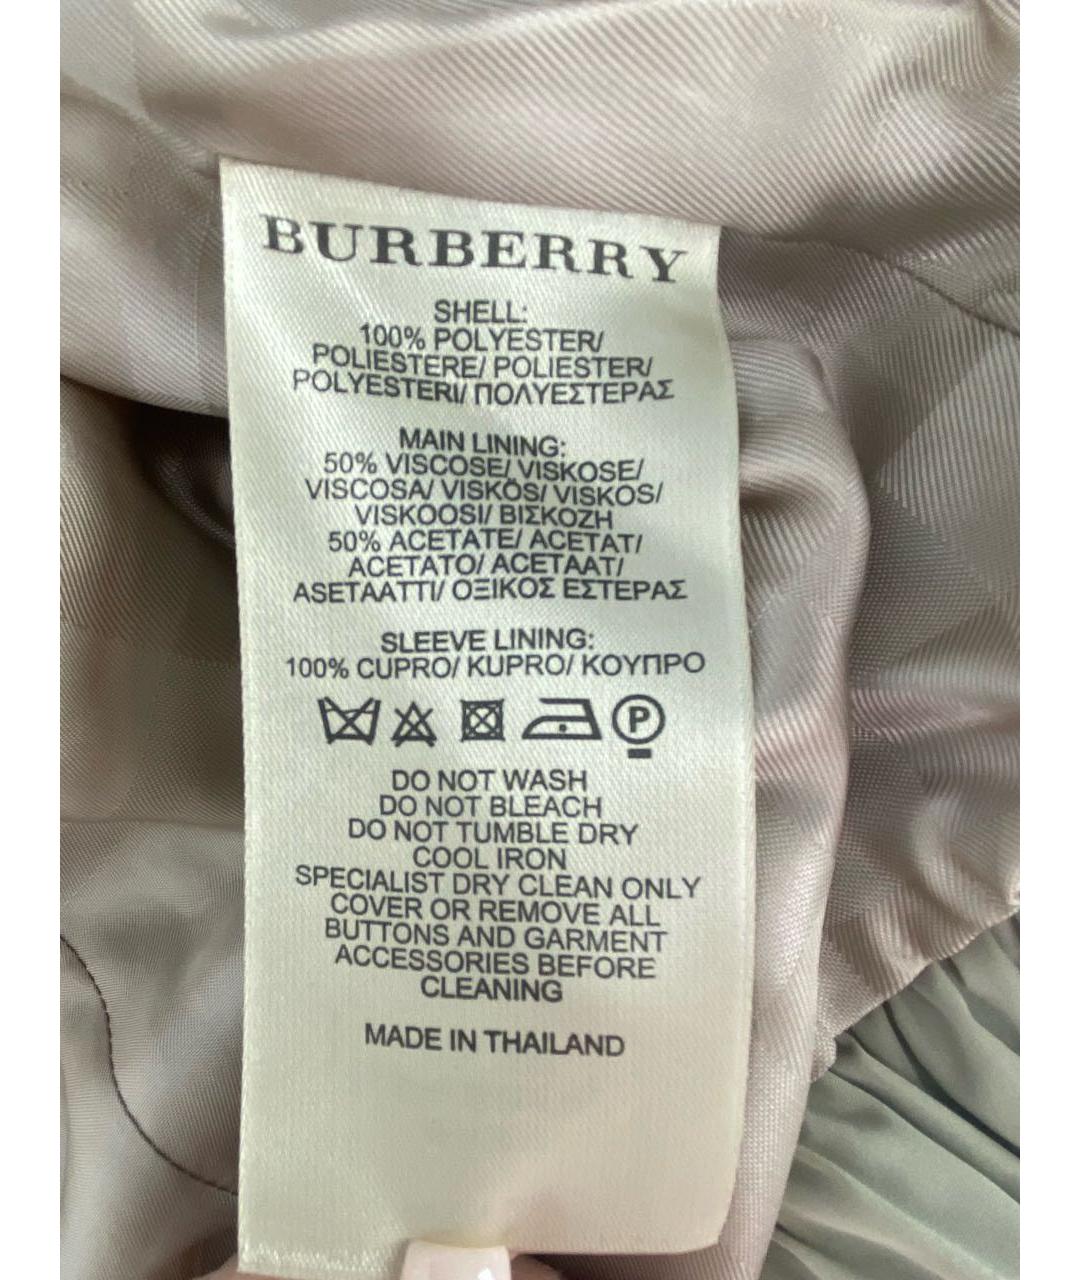 BURBERRY
SHELL:
100% POLYESTER/
POLIESTERE/ POLIESTER/
POLYESTERI/ ΠΟΛΥΕΣΤΕΡΑΣ
MAIN LINING:
50% VISCOSE/ VISKOSE/
VISCOSA/ VISKÖS/ VISKOS/
VISKOOSI/ ΒΙΣΚΟΖΗ
50% ACETATE/ ACETAT/
ACETATO/ ACETAAT/
ASETAATTI/ ΟΞΙΚΟΣ ΕΣΤΕΡΑΣ
SLEEVE LINING:
100% CUPRO/ KUPRO/ ΚΟΥΠΡΟ
P
DO NOT WASH
DO NOT BLEACH
DO NOT TUMBLE DRY
COOL IRON
SPECIALIST DRY CLEAN ONLY
COVER OR REMOVE ALL
BUTTONS AND GARMENT
ACCESSORIES BEFORE
CLEANING
MADE IN THAILAND